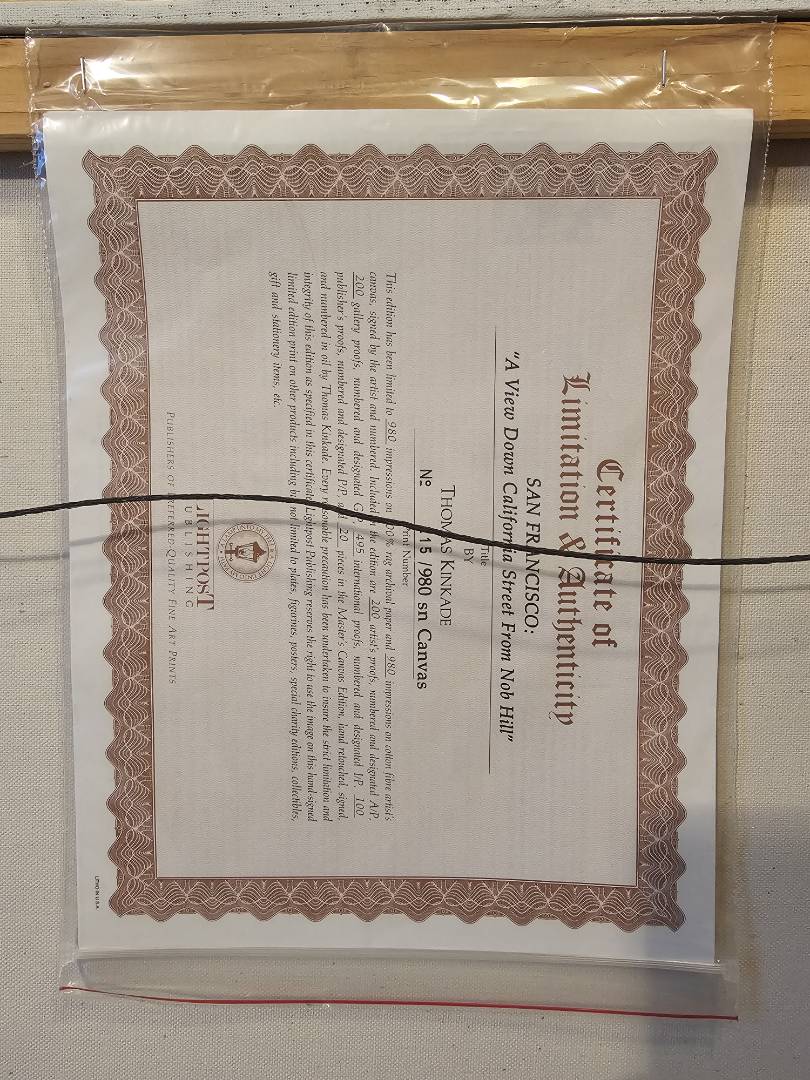 Certificate of
Limitation & Authenticity
SAN FRANCISCO:
"A View Down California Street From Nob Hill"
Title
BY
THOMAS KINKADE
Nº 15 /980 sn Canvas
Print Number
This edition has been limited to 980 impressions on 100% rag archival paper and 980 impressions on cotton fibre artist's
canvas, signed by the artist and numbered. Included in the edition are 200 artist's proofs, numbered and designated A/P,
200 gallery proofs, numbered and designated G/P, 495 international proofs, numbered and designated I/P, 100
publisher's proofs, numbered and designated P/P, and 20 pieces in the Master's Canvas Edition, hand retouched, signed,
and numbered in oil by Thomas Kinkade. Every reasonable precaution has been undertaken to insure the strict limitation and
integrity of this edition as specified in this certificate. Lightpost Publishing reserves the right to use the image on this hand-signed
limited edition print on other products including but not limited to plates, figurines, posters, special charity editions, collectibles,
gift and stationery items, etc.
LIGHTPOST
PUBLISHING
PUBLISHERS OF PREFERRED-QUALITY FINE ART PRINTS
LITHO IN U.S.A.